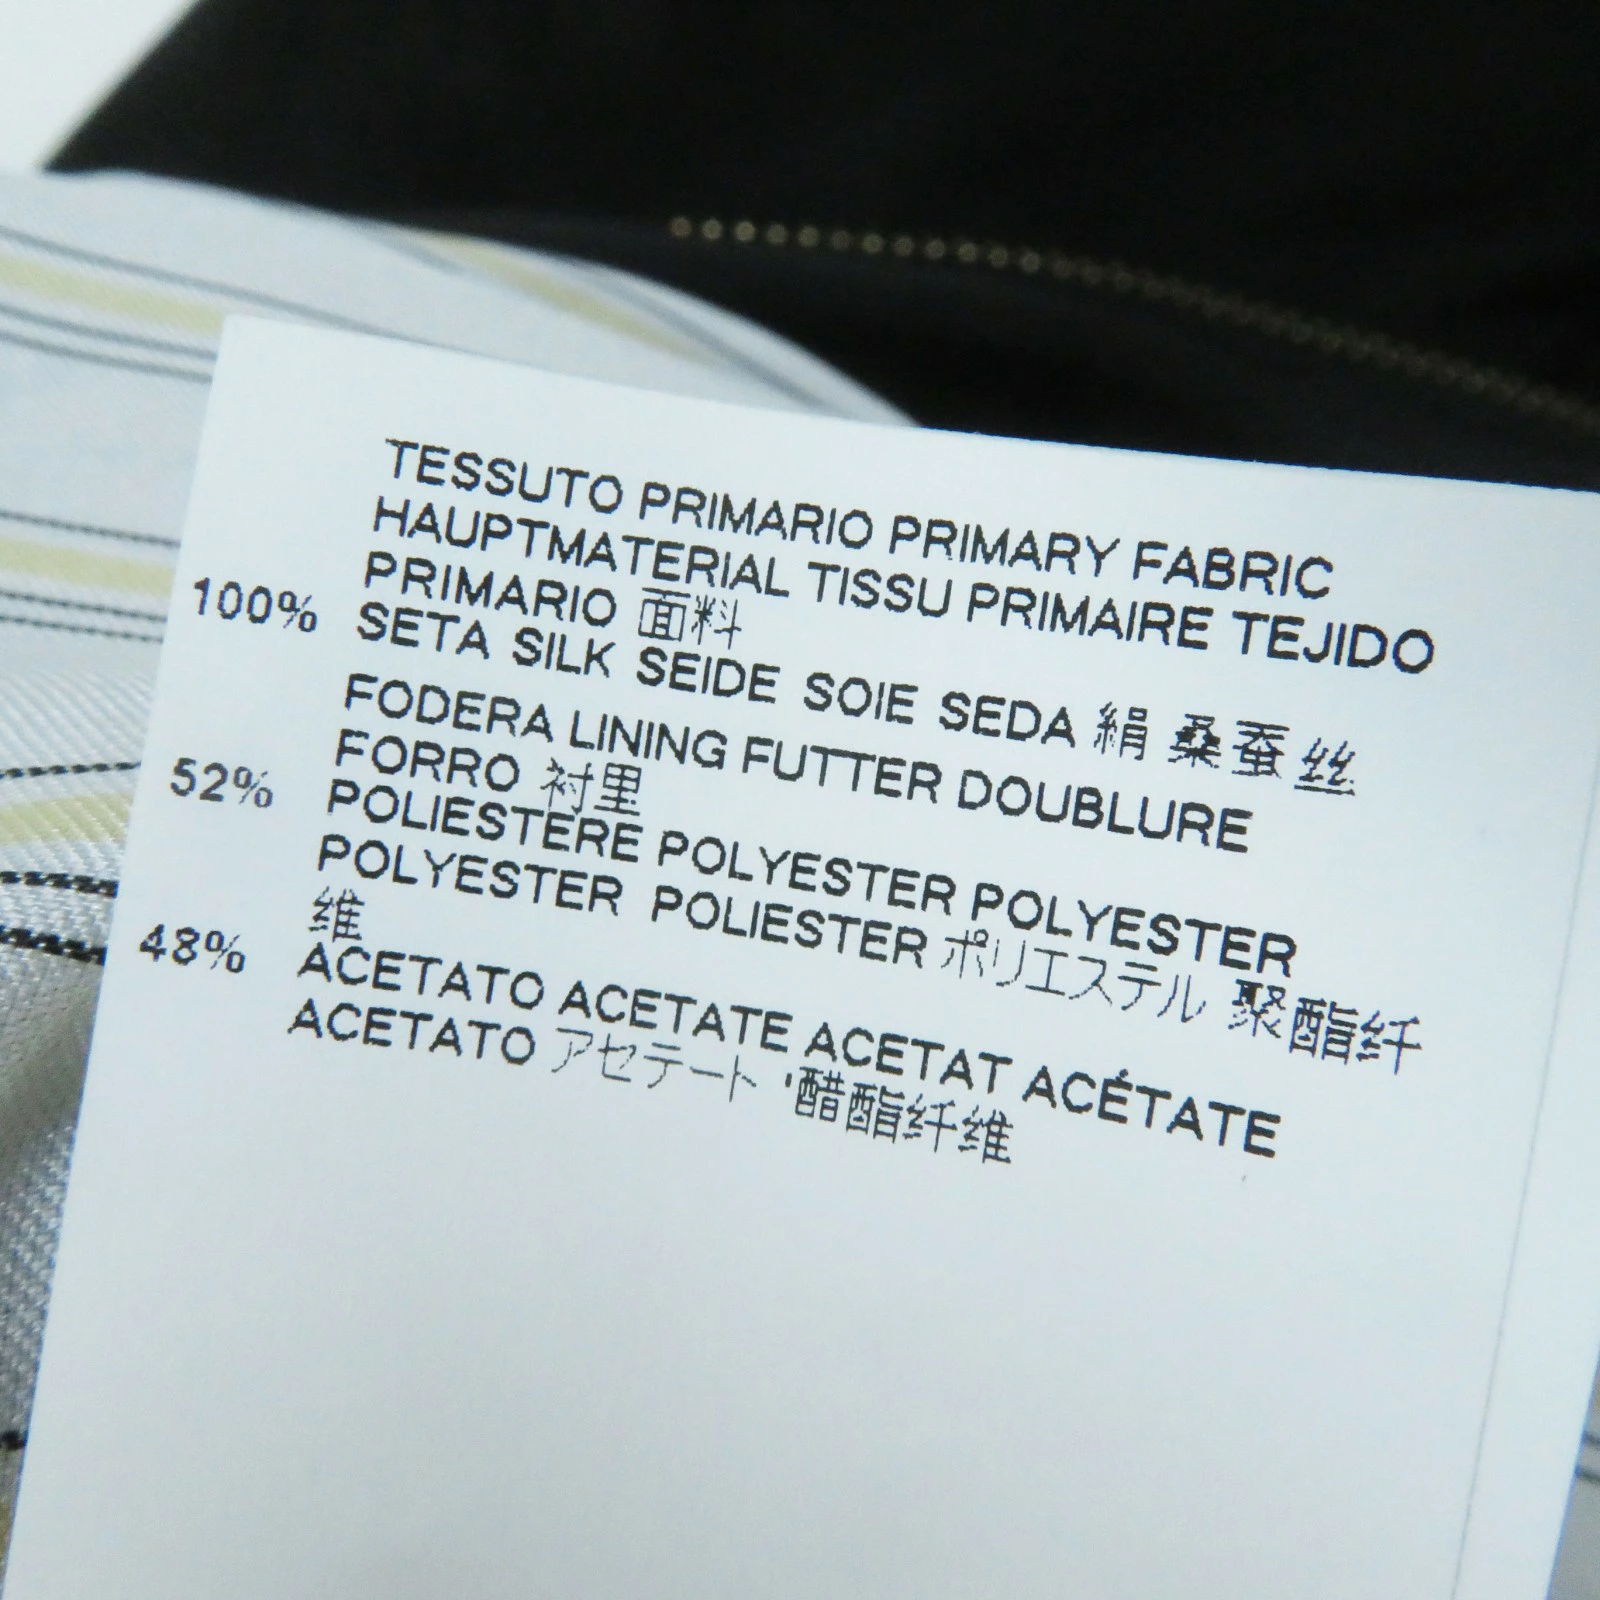 TESSUTO PRIMARIO PRIMARY FABRIC
HAUPTMATERIAL TISSU PRIMAIRE TEJIDO
PRIMARIO 面料
100% SETA SILK SEIDE SOIE SEDA 絹 桑蚕丝
FODERA LINING FUTTER DOUBLURE
FORRO 衬里
52% POLIESTERE POLYESTER POLYESTER
POLYESTER POLIESTER ポリエステル 聚酯纤
维
48% ACETATO ACETATE ACETAT ACÉTATE
ACETATO アセテート '醋酯纤维